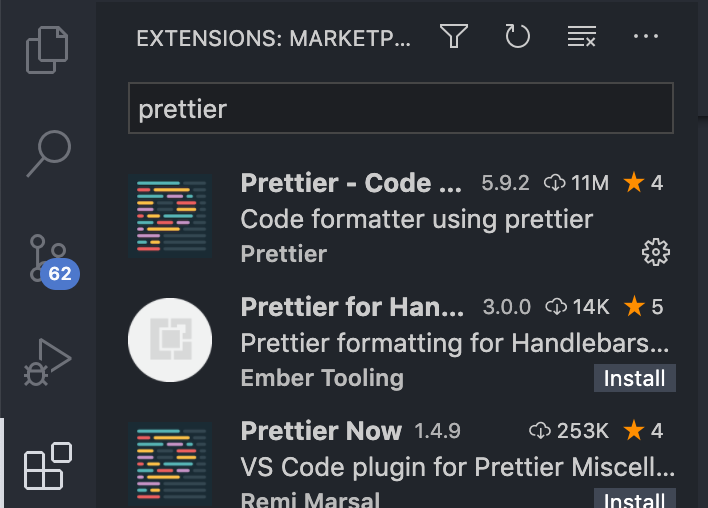 EXTENSIONS: MARKETP...
prettier
Prettier - Code ... 5.9.2 11M 4
Code formatter using prettier
Prettier
62
Prettier for Han... 3.0.0 14K 5
Prettier formatting for Handlebars...
Ember Tooling Install
Prettier Now 1.4.9 253K 4
VS Code plugin for Prettier Miscell...
Remi Marsal Install